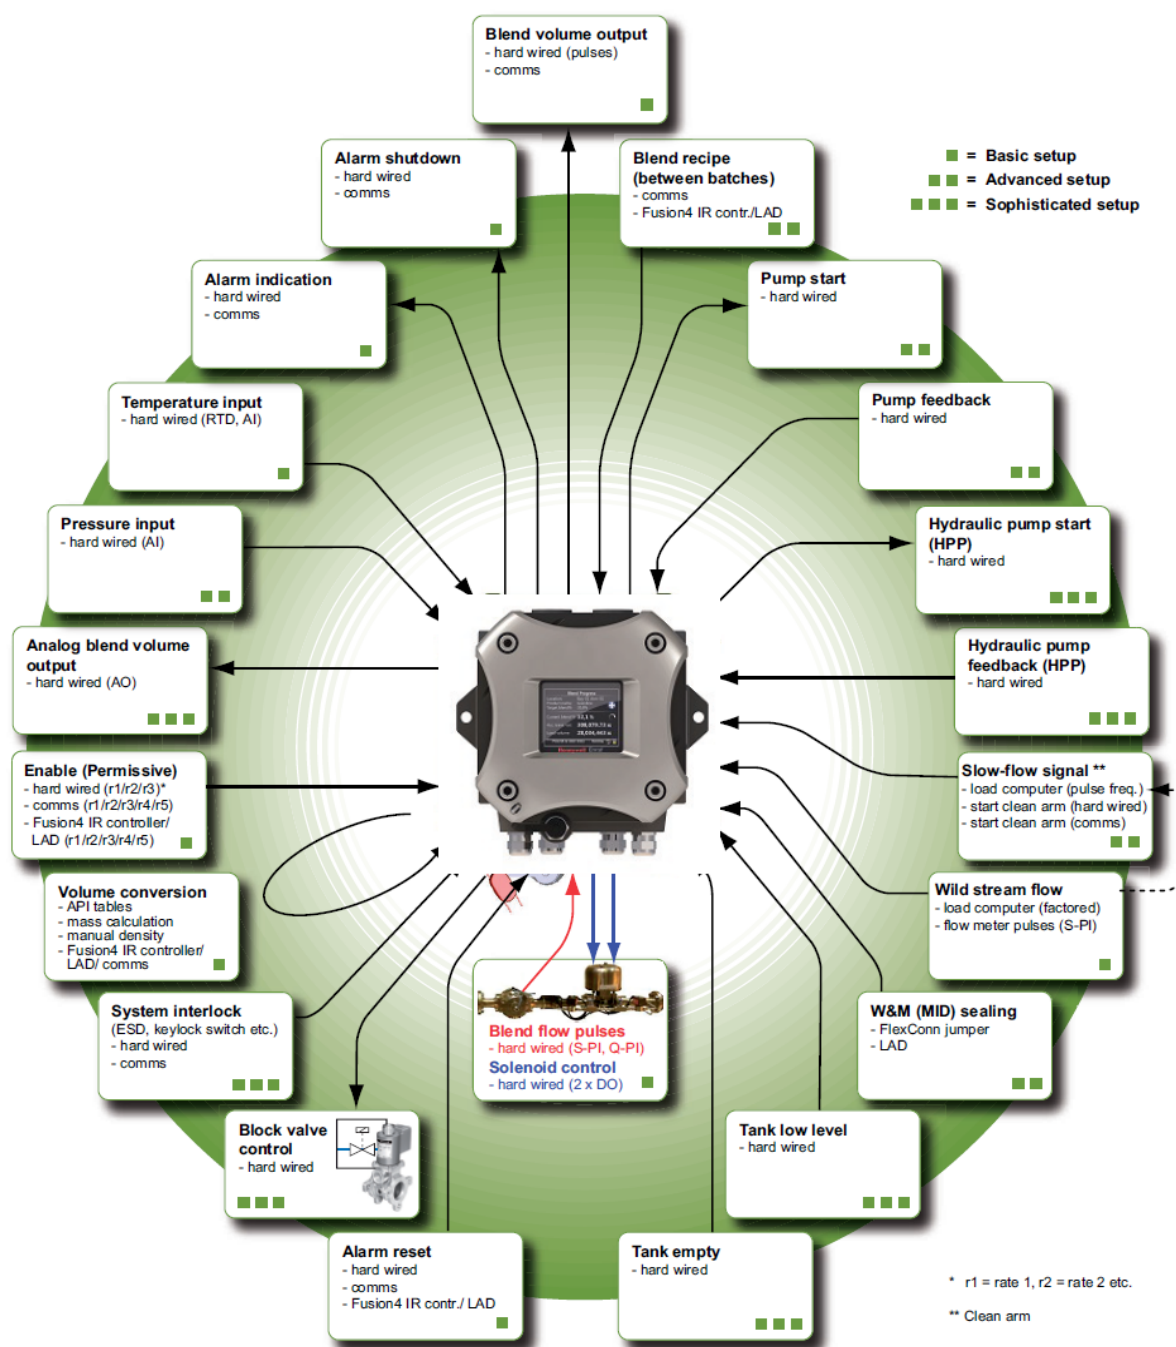 Blend volume output
- hard wired (pulses)
- comms
Alarm shutdown
- hard wired
- comms
Blend recipe
(between batches)
- comms
- Fusion4 IR contr./LAD
= Basic setup
= Advanced setup
= Sophisticated setup
Alarm indication
- hard wired
- comms
Pump start
- hard wired
Temperature input
- hard wired (RTD, AI)
Pump feedback
- hard wired
Pressure input
- hard wired (AI)
Hydraulic pump start
(HPP)
- hard wired
Analog blend volume
output
- hard wired (AO)
Hydraulic pump
feedback (HPP)
- hard wired
Enable (Permissive)
- hard wired (r1/r2/r3)*
- comms (r1/r2/r3/r4/r5)
- Fusion4 IR controller/
LAD (r1/r2/r3/r4/r5)
Slow-flow signal **
- load computer (pulse freq.)
- start clean arm (hard wired)
- start clean arm (comms)
Volume conversion
- API tables
- mass calculation
- manual density
- Fusion4 IR controller/
LAD/ comms
Wild stream flow
- load computer (factored)
- flow meter pulses (S-PI)
System interlock
(ESD, keylock switch etc.)
- hard wired
- comms
Blend flow pulses
- hard wired (S-PI, Q-PI)
Solenoid control
- hard wired (2 x DO)
W&M (MID) sealing
- FlexConn jumper
- LAD
Block valve
control
- hard wired
Tank low level
- hard wired
Alarm reset
- hard wired
- comms
- Fusion4 IR contr./ LAD
Tank empty
- hard wired
* r1 = rate 1, r2 = rate 2 etc.
** Clean arm